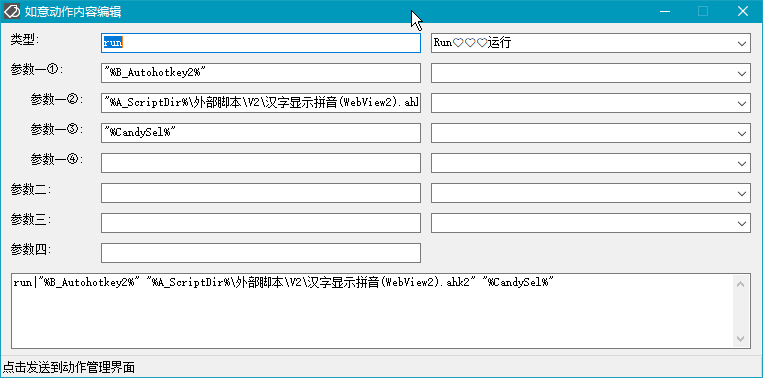 如意动作内容编辑
类型: run Run♡♡♡运行
参数一①: "%B_Autohotkey2%"
参数一②: "%A_ScriptDir%\外部脚本\V2\汉字显示拼音(WebView2).ahl
参数一③: "%CandySel%"
参数一④:
参数二:
参数三:
参数四:
run|"%B_Autohotkey2%" "%A_ScriptDir%\外部脚本\V2\汉字显示拼音(WebView2).ahk2" "%CandySel%"
点击发送到动作管理界面